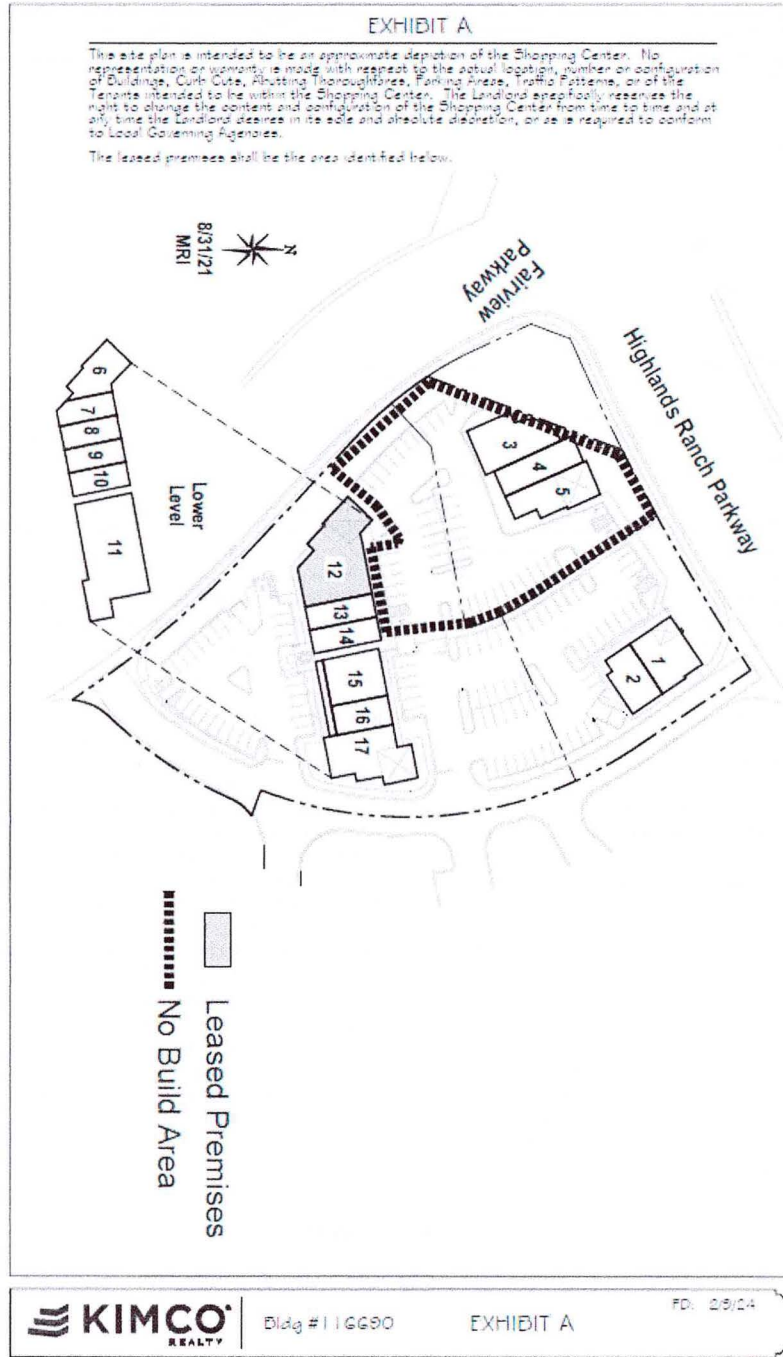 EXHIBIT A
This site plan is intended to be an approximate depiction of the Shopping Center. No
representation or warranty is made with respect to the actual location, number or configuration
of Buildings, Curb Cuts, Abutting Thoroughfares, Parking Areas, Traffic Patterns, or of the
Tenants intended to be within the Shopping Center. The Landlord specifically reserves the
right to change the content and configuration of the Shopping Center from time to time and at
any time the Landlord desires in its sole and absolute discretion, or as is required to conform
to Local Governing Agencies.
The leased premises shall be the area identified below.
N
8/31/21
MRI
Fairview
Parkway
Highlands Ranch Parkway
6
7
8
9
10
11
Lower
Level
3
4
5
1
2
12
13
14
15
16
17
Leased Premises
No Build Area
KIMCO
REALTY
Bldg #116690
EXHIBIT A
PD: 2/9/24